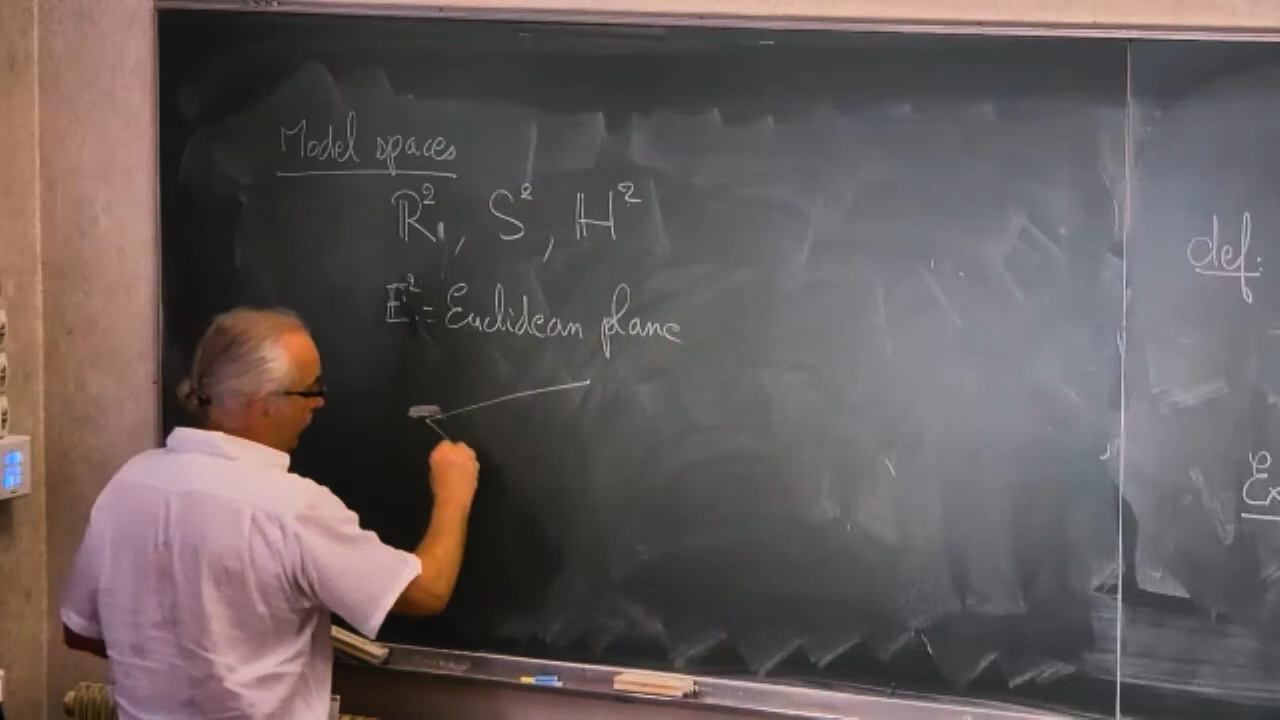 Model spaces
ℝ², S², ℍ²
𝔼² = Euclidean plane
def:
Ex